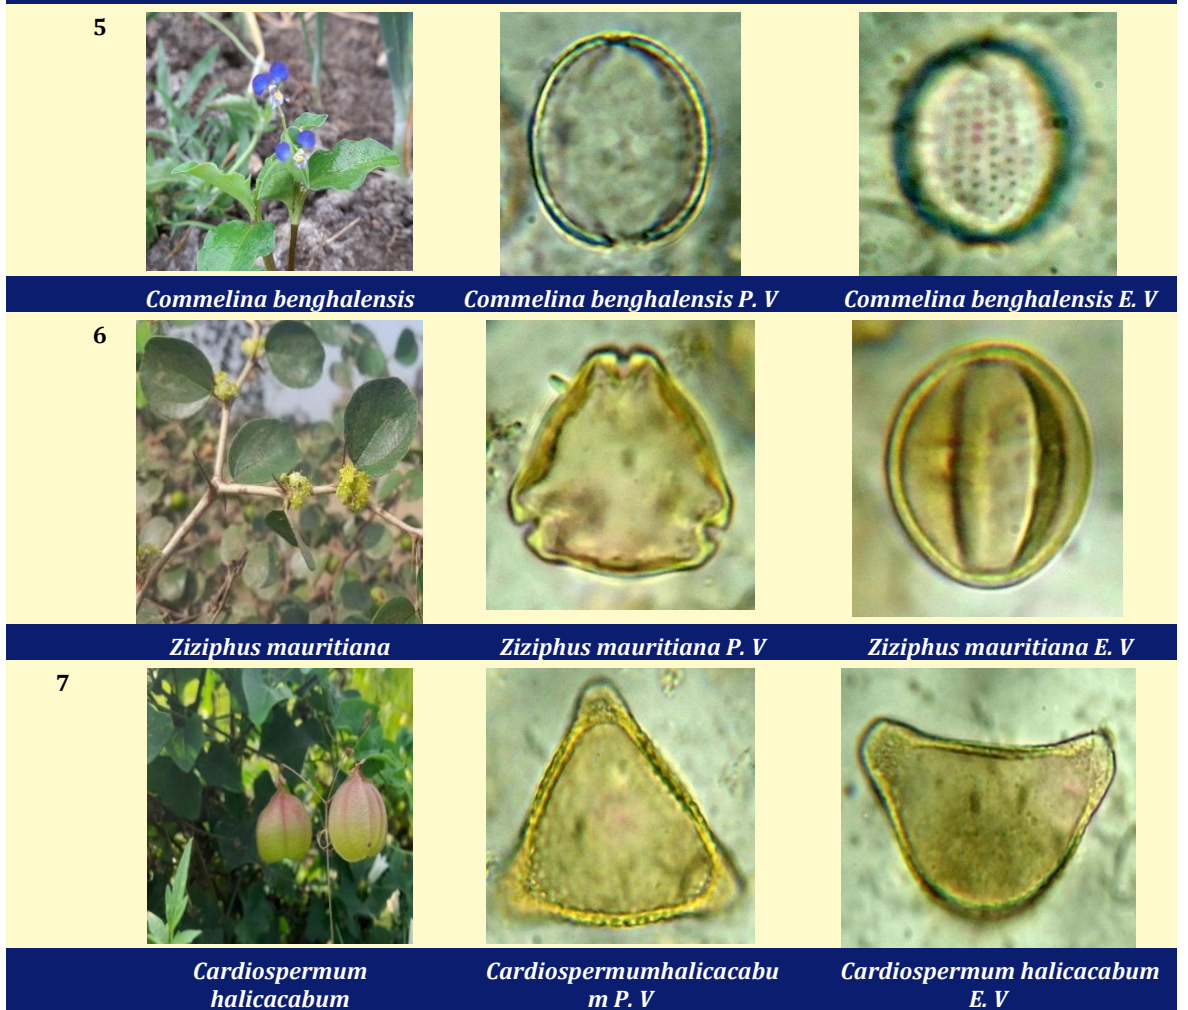 5
Commelina benghalensis
Commelina benghalensis P. V
Commelina benghalensis E. V
6
Ziziphus mauritiana
Ziziphus mauritiana P. V
Ziziphus mauritiana E. V
7
Cardiospermum
halicacabum
Cardiospermumhalicacabu
m P. V
Cardiospermum halicacabum
E. V